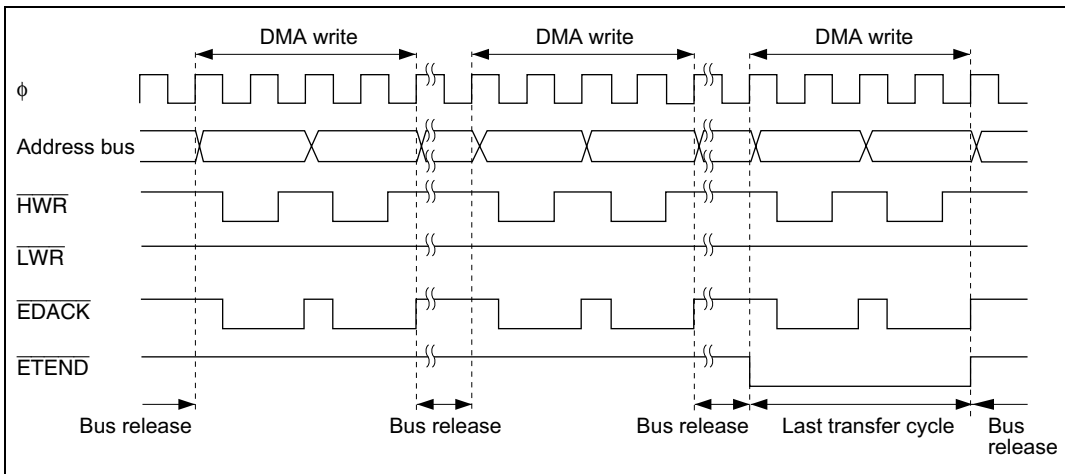 DMA write DMA write DMA write
ϕ
Address bus
HWR
LWR
EDACK
ETEND
Bus release Bus release Bus release Last transfer cycle Bus
release